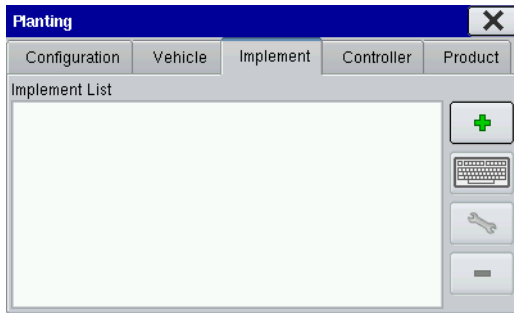 Planting
Configuration Vehicle Implement Controller Product
Implement List